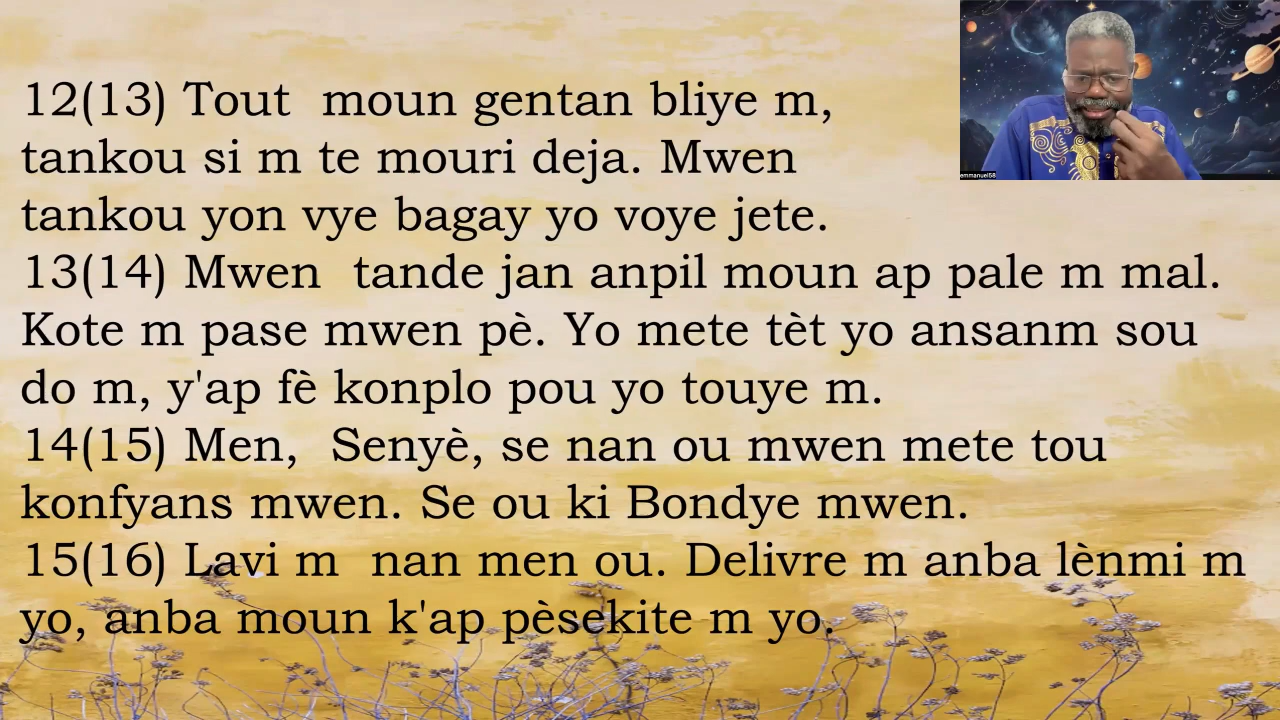 12(13) Tout  moun gentan bliye m,
tankou si m te mouri deja. Mwen
tankou yon vye bagay yo voye jete.
13(14) Mwen  tande jan anpil moun ap pale m mal.
Kote m pase mwen pè. Yo mete tèt yo ansanm sou
do m, y'ap fè konplo pou yo touye m.
14(15) Men,  Senyè, se nan ou mwen mete tou
konfyans mwen. Se ou ki Bondye mwen.
15(16) Lavi m  nan men ou. Delivre m anba lènmi m
yo, anba moun k'ap pèsekite m yo.
emmanuel58